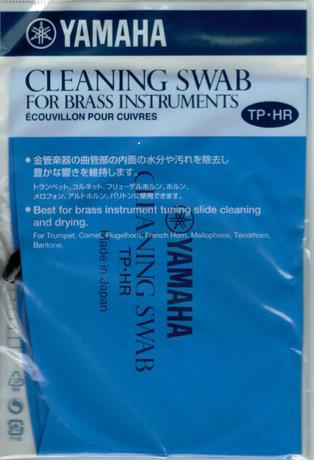 YAMAHA
CLEANING SWAB
FOR BRASS INSTRUMENTS
ÉCOUVILLON POUR CUIVRES
TP・HR
● 金管楽器の曲管部の内面の水分や汚れを除去し
豊かな響きを維持します。
トランペット、コルネット、フリューゲルホルン、ホルン、
メロフォン、アルトホルン、バリトンに使用できます。
● Best for brass instrument tuning slide cleaning
and drying.
For Trumpet, Cornet, Flugelhorn, French Horn, Mellophone, Tenorhorn,
Baritone.
YAMAHA
CLEANING SWAB
TP・HR
Made in Japan